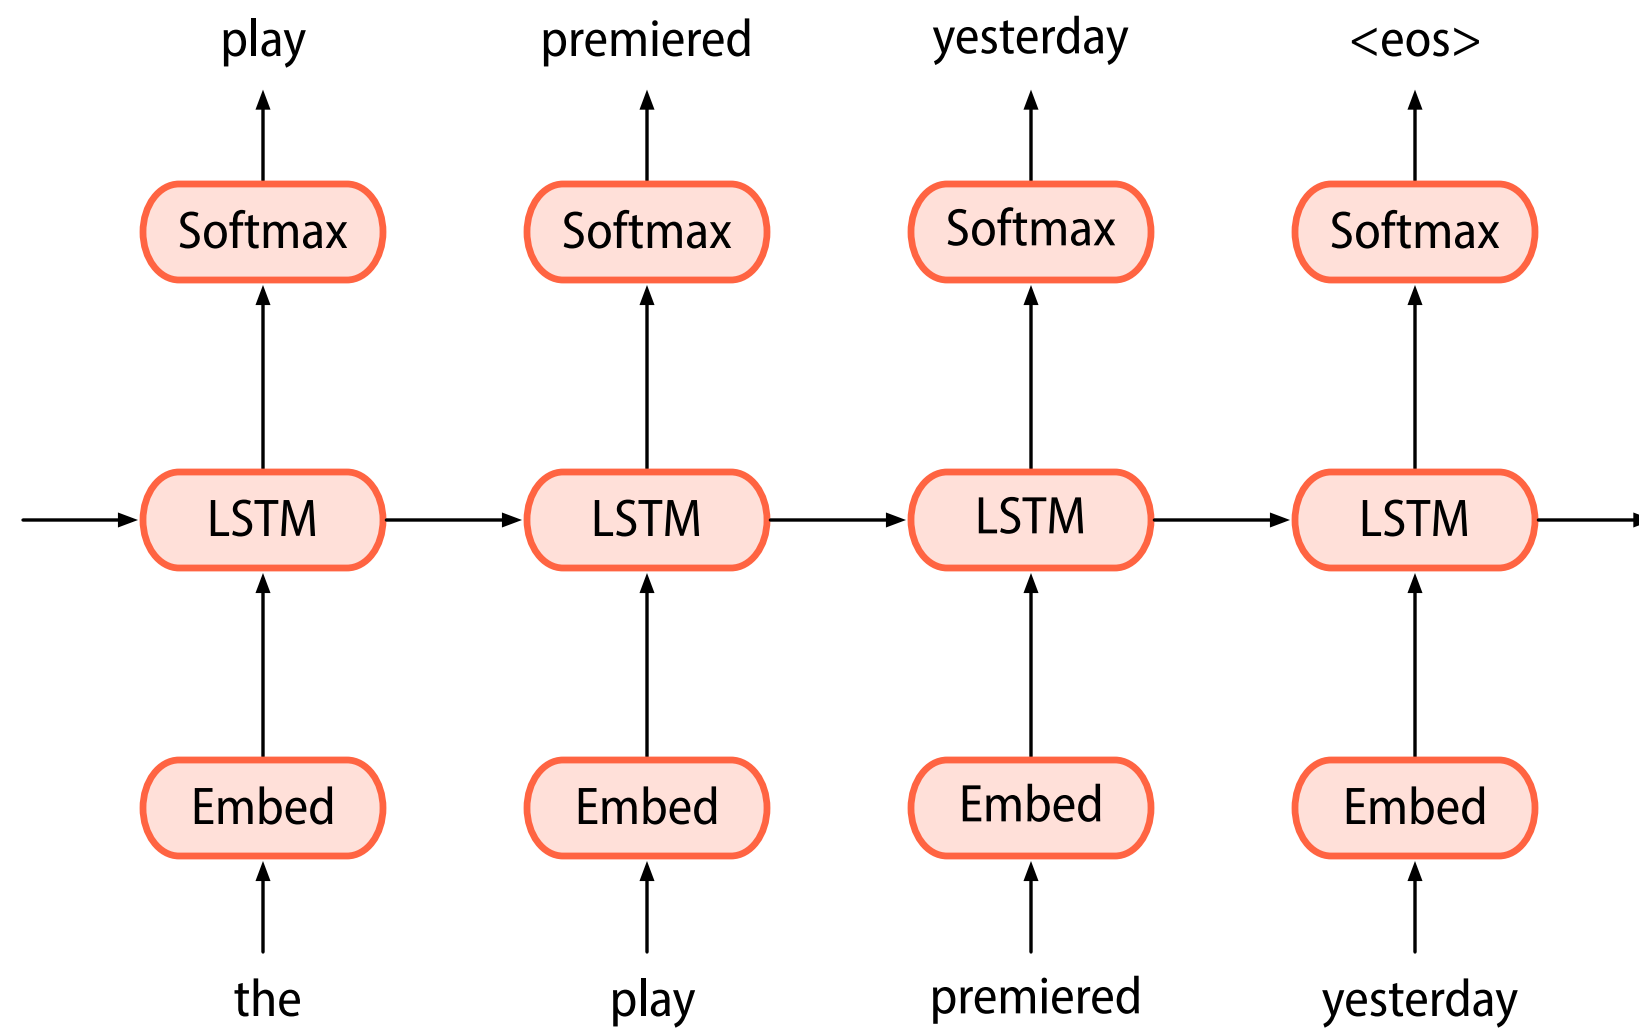 play premiered yesterday <eos>
Softmax Softmax Softmax Softmax
LSTM LSTM LSTM LSTM
Embed Embed Embed Embed
the play premiered yesterday